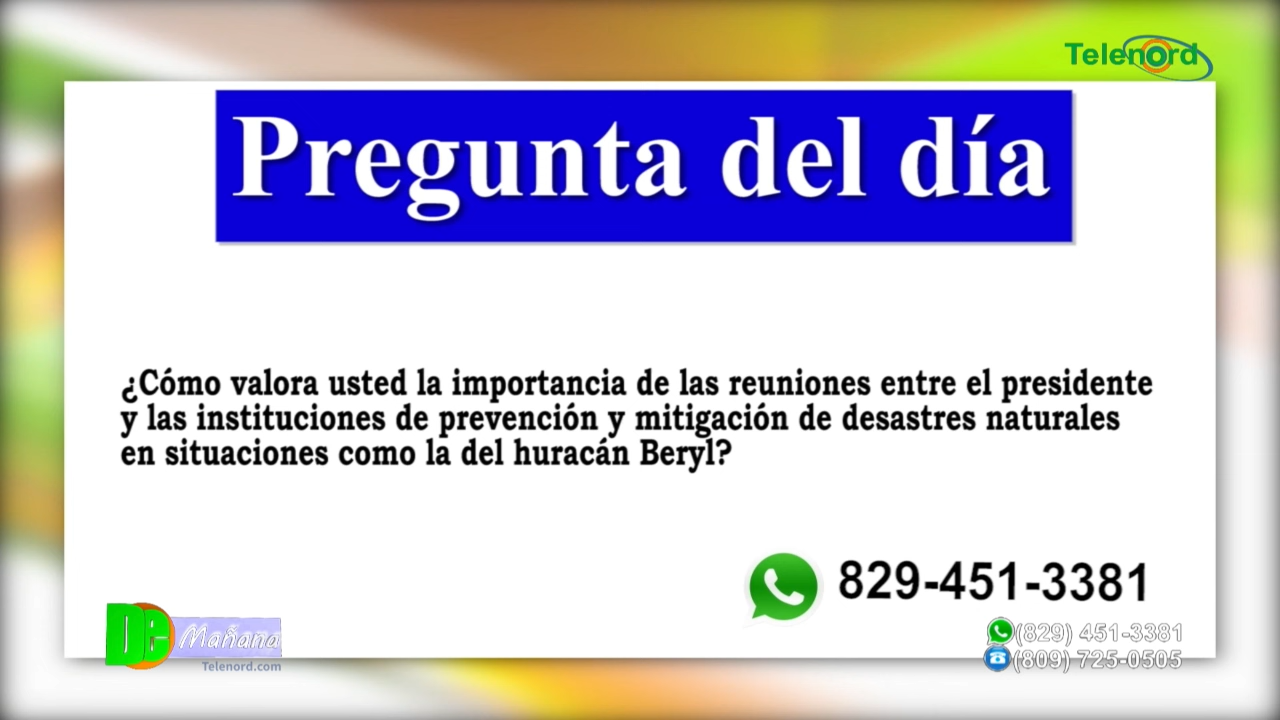 Telenord
Pregunta del día
¿Cómo valora usted la importancia de las reuniones entre el presidente
y las instituciones de prevención y mitigación de desastres naturales
en situaciones como la del huracán Beryl?
829-451-3381
De Mañana
Telenord.com
(829) 451-3381
(809) 725-0505